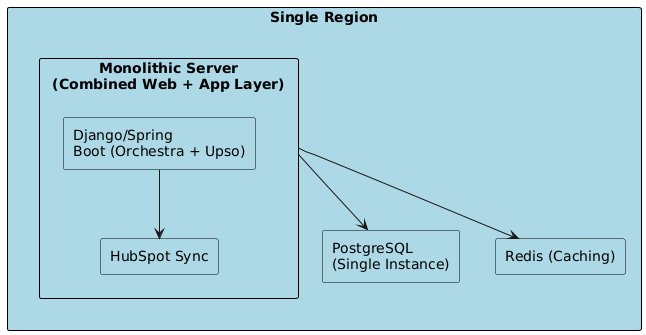 Single Region
Monolithic Server
(Combined Web + App Layer)
Django/Spring
Boot (Orchestra + Upso)
HubSpot Sync
PostgreSQL
(Single Instance)
Redis (Caching)